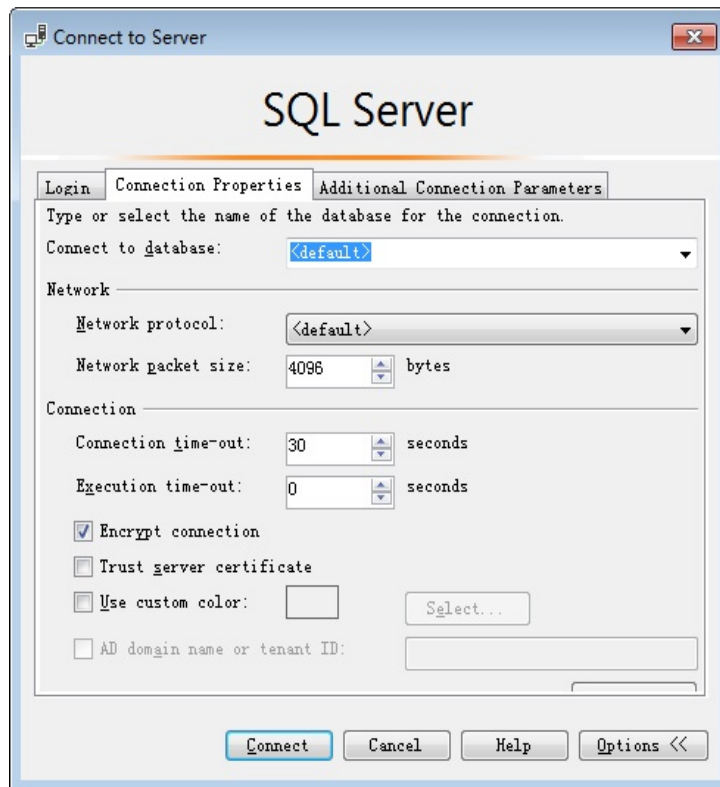 Connect to Server
SQL Server
Login Connection Properties Additional Connection Parameters
Type or select the name of the database for the connection.
Connect to database: <default>
Network
Network protocol: <default>
Network packet size: 4096 bytes
Connection
Connection time-out: 30 seconds
Execution time-out: 0 seconds
Encrypt connection
Trust server certificate
Use custom color: Select...
AD domain name or tenant ID:
Connect Cancel Help Options <<